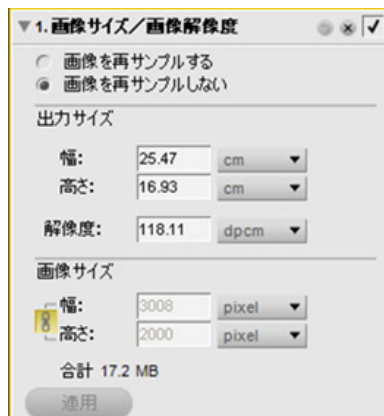 1. 画像サイズ／画像解像度
画像を再サンプルする
画像を再サンプルしない
出力サイズ
幅: 25.47 cm
高さ: 16.93 cm
解像度: 118.11 dpcm
画像サイズ
幅: 3008 pixel
高さ: 2000 pixel
合計 17.2 MB
適用